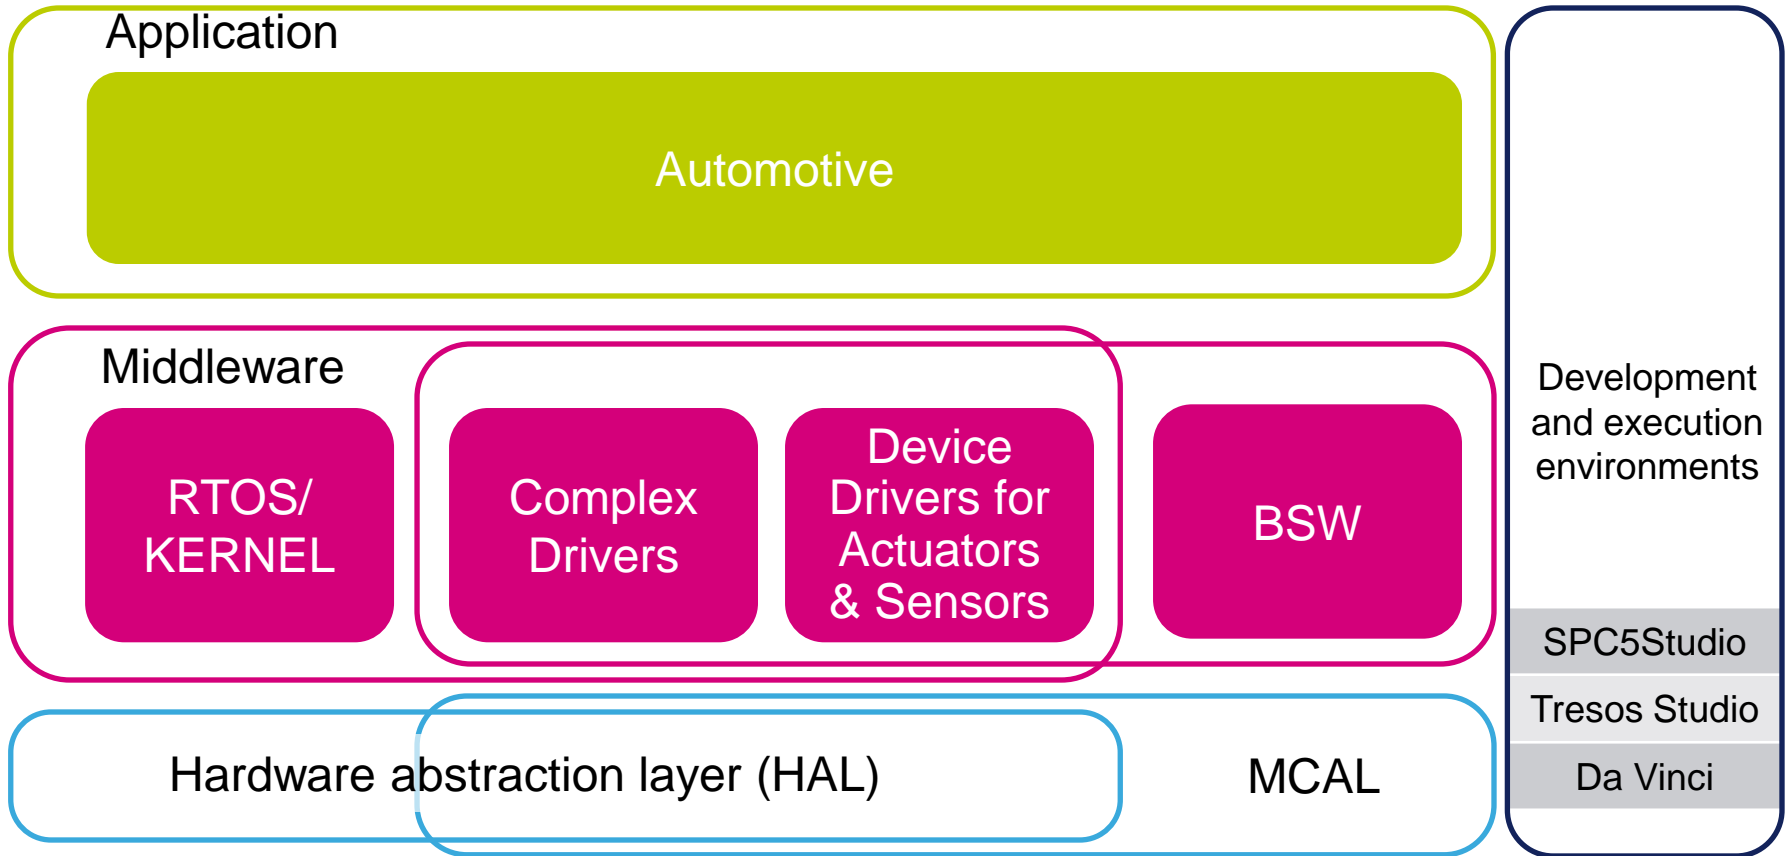 Application
Automotive
Middleware
RTOS/
KERNEL
Complex
Drivers
Device
Drivers for
Actuators
& Sensors
BSW
Hardware abstraction layer (HAL)
MCAL
Development
and execution
environments
SPC5Studio
Tresos Studio
Da Vinci